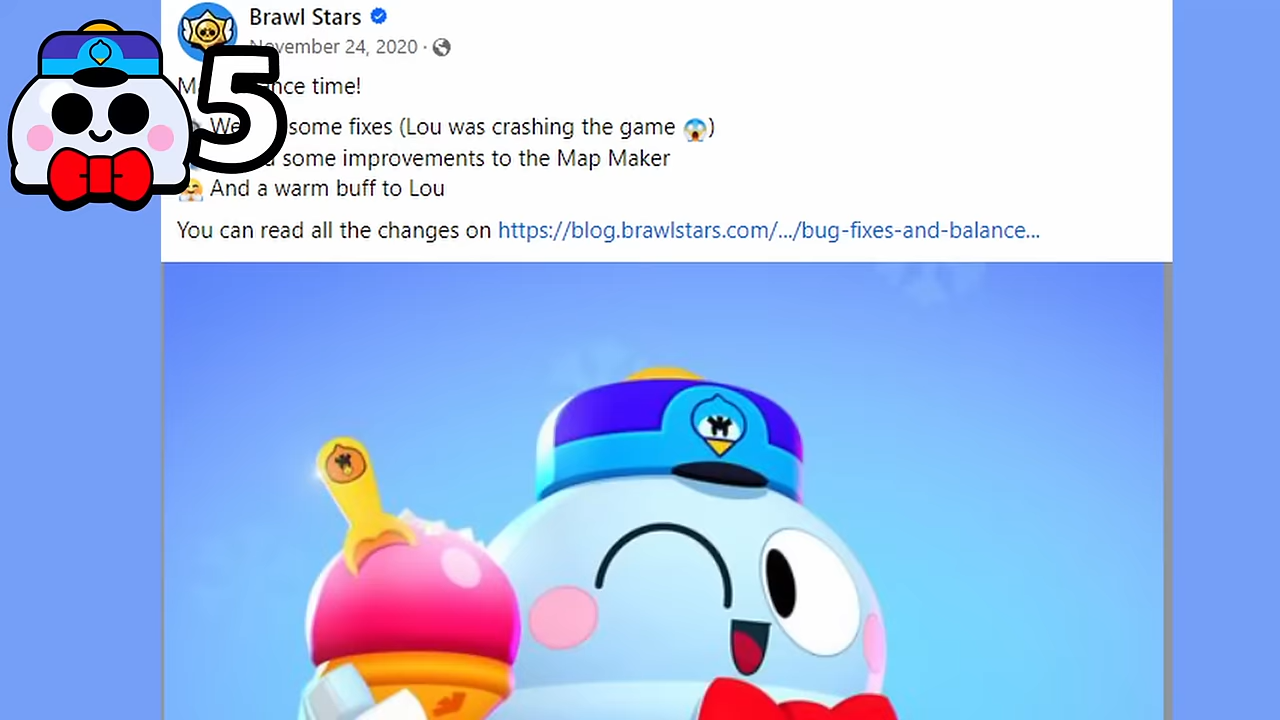 Brawl Stars
November 24, 2020
5
time!
some fixes (Lou was crashing the game 😱)
some improvements to the Map Maker
🤗 And a warm buff to Lou
You can read all the changes on https://blog.brawlstars.com/.../bug-fixes-and-balance...